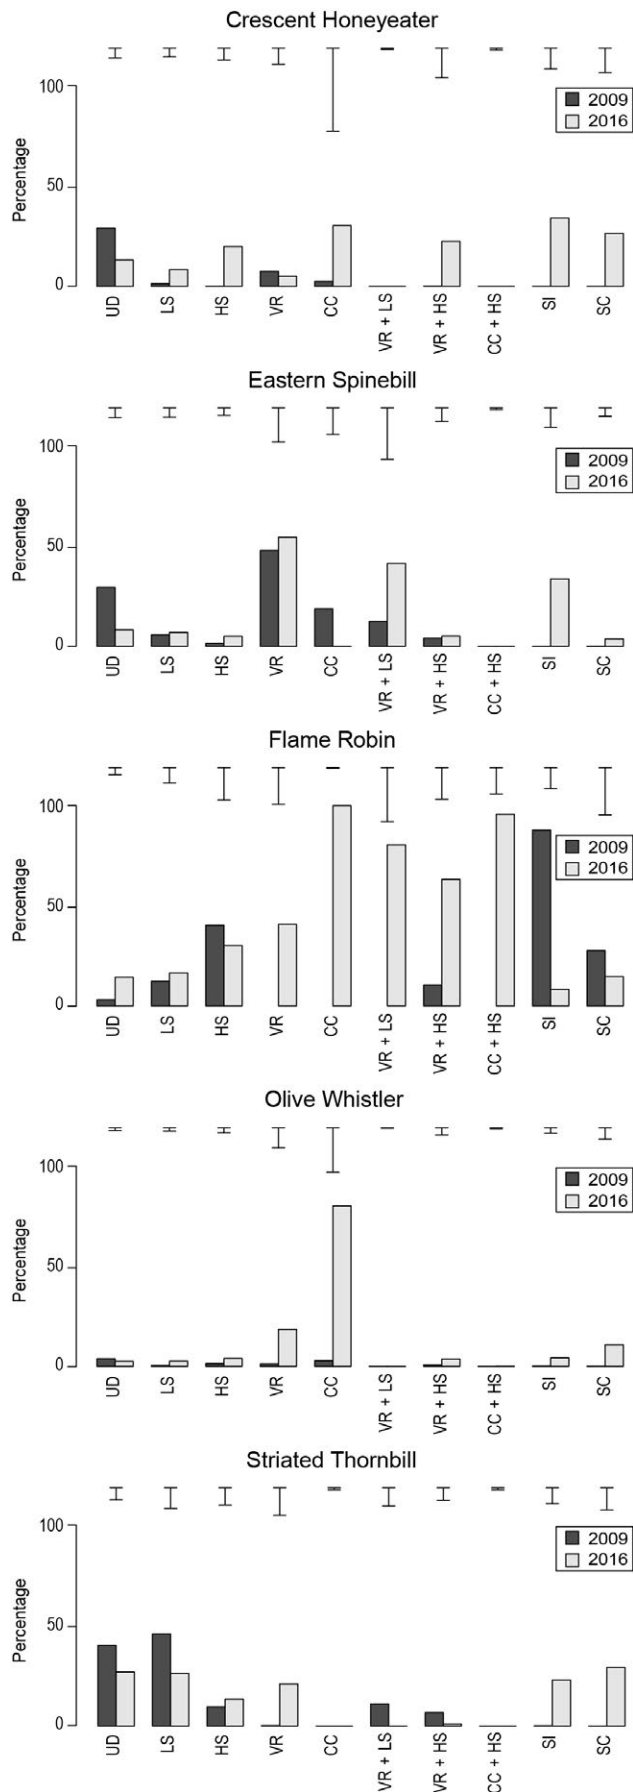 Crescent Honeyeater
Percentage
100
50
0
2009
2016
UD
LS
HS
VR
CC
VR + LS
VR + HS
CC + HS
SI
SC
Eastern Spinebill
Percentage
100
50
0
2009
2016
UD
LS
HS
VR
CC
VR + LS
VR + HS
CC + HS
SI
SC
Flame Robin
Percentage
100
50
0
2009
2016
UD
LS
HS
VR
CC
VR + LS
VR + HS
CC + HS
SI
SC
Olive Whistler
Percentage
100
50
0
2009
2016
UD
LS
HS
VR
CC
VR + LS
VR + HS
CC + HS
SI
SC
Striated Thornbill
Percentage
100
50
0
2009
2016
UD
LS
HS
VR
CC
VR + LS
VR + HS
CC + HS
SI
SC